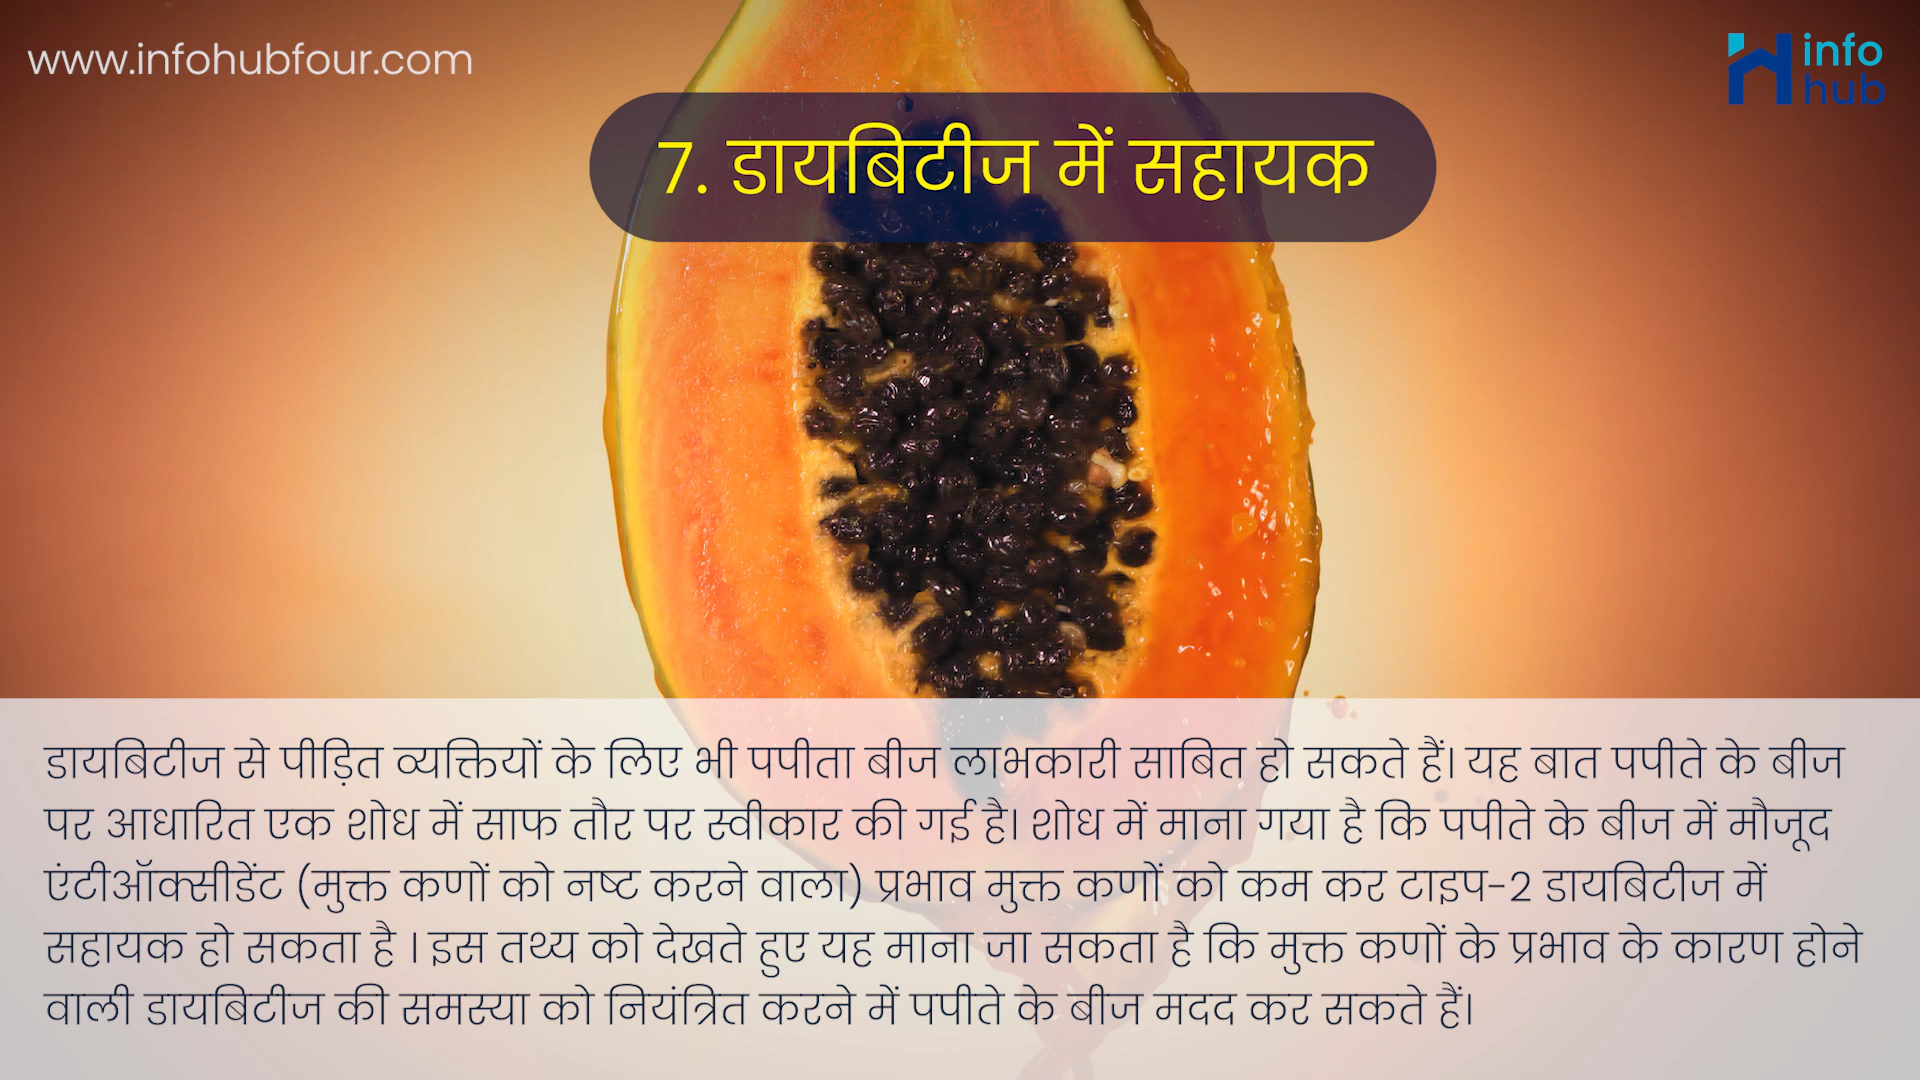 www.infohubfour.com
info
hub
7. डायबिटीज में सहायक
डायबिटीज से पीड़ित व्यक्तियों के लिए भी पपीता बीज लाभकारी साबित हो सकते हैं। यह बात पपीते के बीज
पर आधारित एक शोध में साफ तौर पर स्वीकार की गई है। शोध में माना गया है कि पपीते के बीज में मौजूद
एंटीऑक्सीडेंट (मुक्त कणों को नष्ट करने वाला) प्रभाव मुक्त कणों को कम कर टाइप-2 डायबिटीज में
सहायक हो सकता है । इस तथ्य को देखते हुए यह माना जा सकता है कि मुक्त कणों के प्रभाव के कारण होने
वाली डायबिटीज की समस्या को नियंत्रित करने में पपीते के बीज मदद कर सकते हैं।